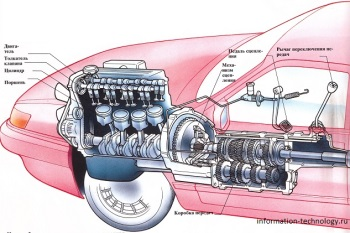 Двига-
тель
Толкатель
клапана
Цилиндр
Поршень
Педаль сцепле-
ния
Меха-
низм
сцеп-
ления
Рычаг переключения пе-
редач
Коробка передач
information-technology.ru